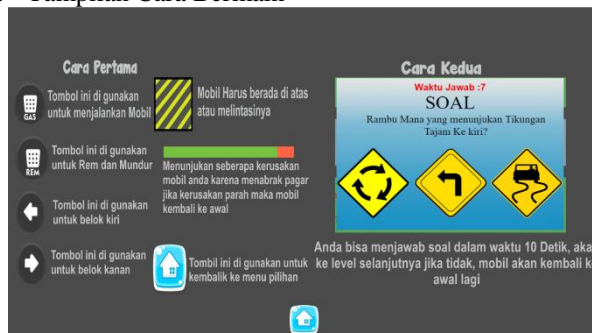 Cara Pertama
GAS
Tombol ini di gunakan
untuk menjalankan Mobil
Mobil Harus berada di atas
atau melintasinya
REM
Tombol ini di gunakan
untuk Rem dan Mundur
Menunjukan seberapa kerusakan
mobil anda karena menabrak pagar
jika kerusakan parah maka mobil
kembali ke awal
Tombol ini di gunakan
untuk belok kiri
Tombol ini di gunakan
untuk belok kanan
Tombil ini di gunakan untuk
kembalik ke menu pilihan
Cara Kedua
Waktu Jawab :7
SOAL
Rambu Mana yang menunjukan Tikungan
Tajam Ke kiri?
Anda bisa menjawab soal dalam waktu 10 Detik, aka
ke level selanjutnya jika tidak, mobil akan kembali k
awal lagi